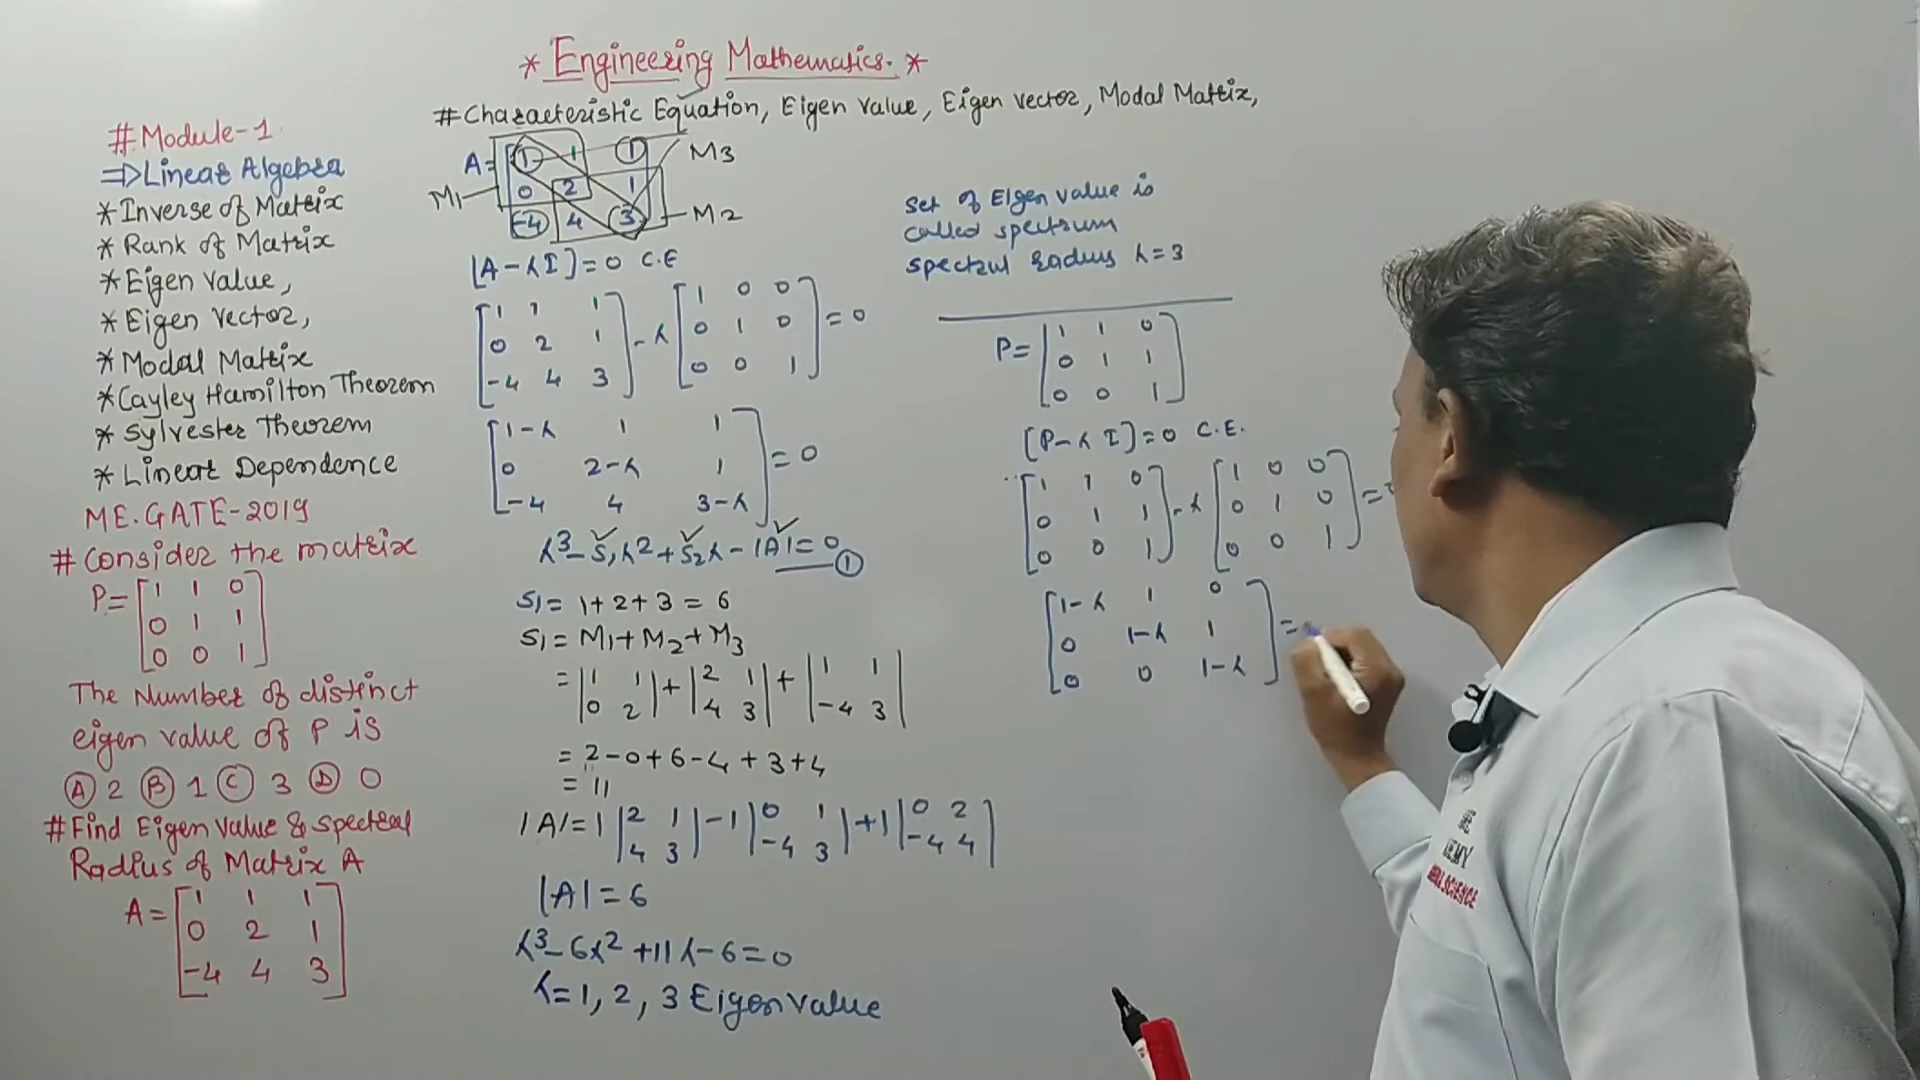 * Engineering Mathematics. *
# Characteristic Equation, Eigen Value, Eigen vector, Modal Matrix,
# Module-1
⇒ Linear Algebra
* Inverse of Matrix
* Rank of Matrix
* Eigen value,
* Eigen Vector,
* Modal Matrix
* Cayley Hamilton Theorem
* Sylvester Theorem
* Linear Dependence
ME. GATE-2019
# Consider the matrix
P= [1 1 0
0 1 1
0 0 1]
The Number of distinct
eigen value of P is
(A) 2 (B) 1 (C) 3 (D) 0
# Find Eigen value & spectral
Radius of Matrix A
A= [1 1 1
0 2 1
-4 4 3]
A= [1 1 1
0 2 1
-4 4 3]
M1
M2
M3
[A-λI]=0 C.E
[1 1 1
0 2 1
-4 4 3] -λ [1 0 0
0 1 0
0 0 1] =0
[1-λ 1 1
0 2-λ 1
-4 4 3-λ] =0
λ³-S₁λ²+S₂λ-|A|=0 ①
S₁= 1+2+3 = 6
S₁= M₁+M₂+M₃
= |1 1
0 2| + |2 1
4 3| + |1 1
-4 3|
= 2-0+6-4+3+4
= 11
|A|=1 |2 1
4 3| -1 |0 1
-4 3| +1 |0 2
-4 4|
|A|=6
λ³-6λ²+11λ-6=0
λ=1, 2, 3 Eigen value
set of Eigen value is
called spectrum
λ=3
P= [1 1 0
0 1 1
0 0 1]
[P-λI]=0 C.E.
[1 1 0
0 1 1
0 0 1] -λ [1 0 0
0 1 0
0 0 1] =
[1-λ 1 0
0 1-λ 1
0 0 1-λ] =